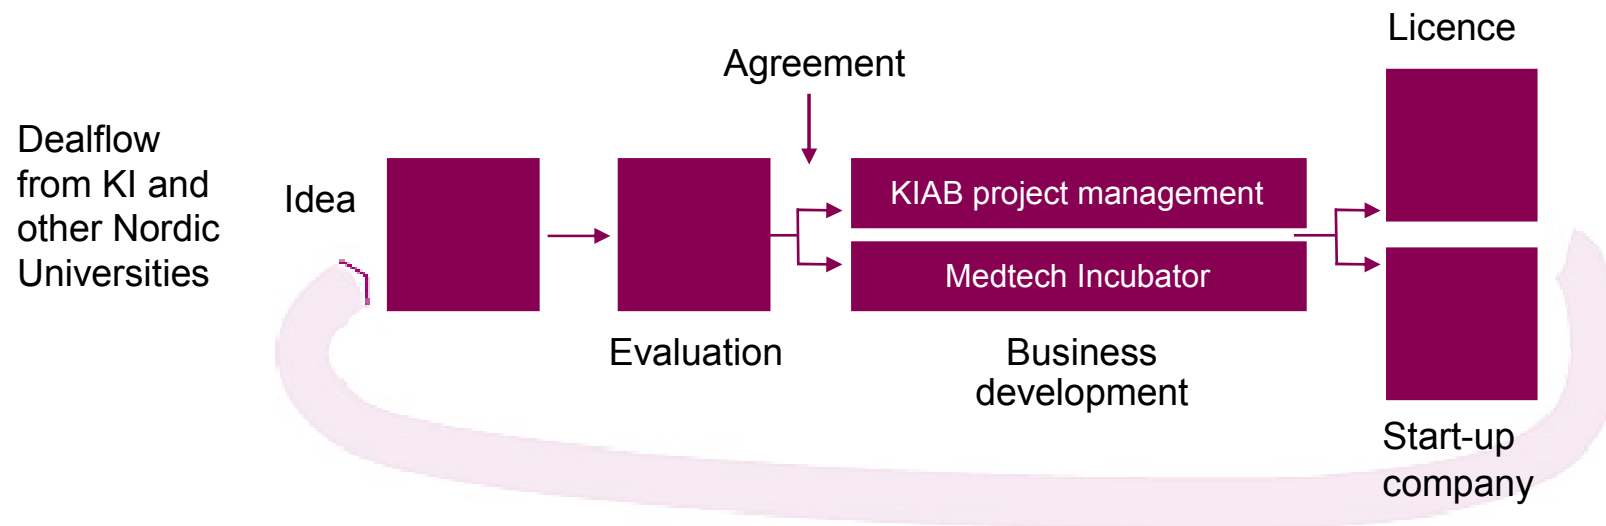 Dealflow
from KI and
other Nordic
Universities
Idea
Evaluation
Agreement
KIAB project management
Medtech Incubator
Business
development
Licence
Start-up
company